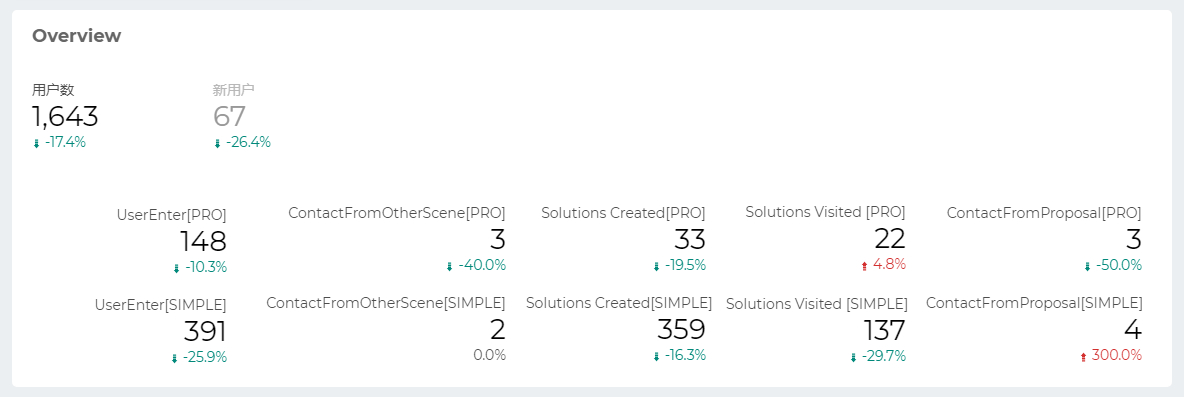 Overview
用户数 新用户
1,643 67
-17.4% -26.4%
UserEnter[PRO] ContactFromOtherScene[PRO] Solutions Created[PRO] Solutions Visited [PRO] ContactFromProposal[PRO]
148 3 33 22 3
-10.3% -40.0% -19.5% 4.8% -50.0%
UserEnter[SIMPLE] ContactFromOtherScene[SIMPLE] Solutions Created[SIMPLE] Solutions Visited [SIMPLE] ContactFromProposal[SIMPLE]
391 2 359 137 4
-25.9% 0.0% -16.3% -29.7% 300.0%